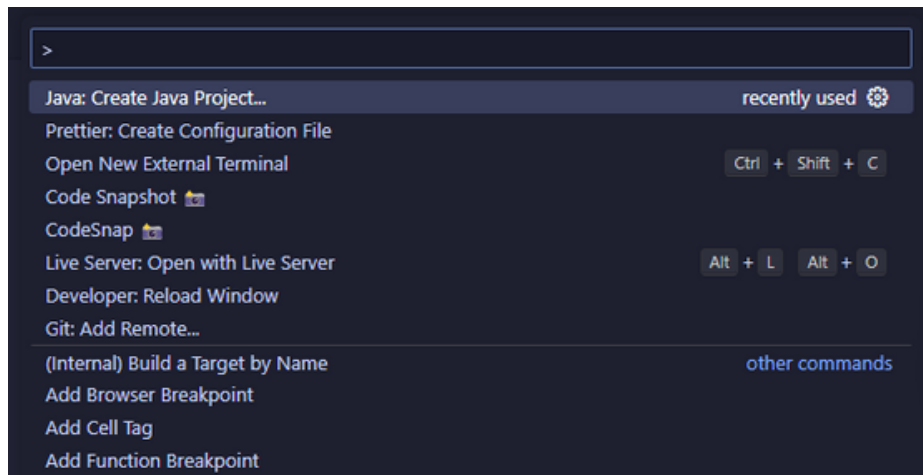 >
Java: Create Java Project... recently used
Prettier: Create Configuration File
Open New External Terminal Ctrl + Shift + C
Code Snapshot 📸
CodeSnap 📸
Live Server: Open with Live Server Alt + L Alt + O
Developer: Reload Window
Git: Add Remote...
(Internal) Build a Target by Name other commands
Add Browser Breakpoint
Add Cell Tag
Add Function Breakpoint